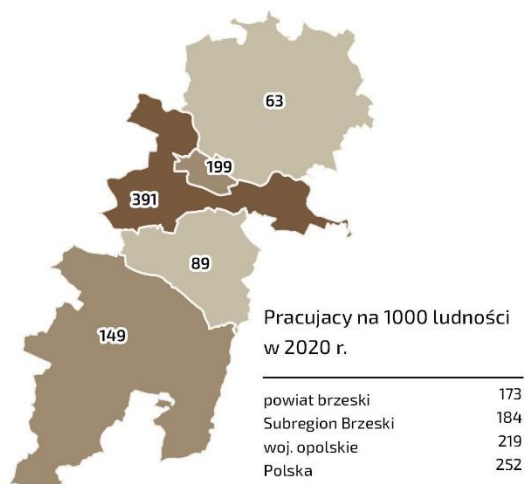 63
199
391
89
149
Pracujacy na 1000 ludności
w 2020 r.
powiat brzeski 173
Subregion Brzeski 184
woj. opolskie 219
Polska 252